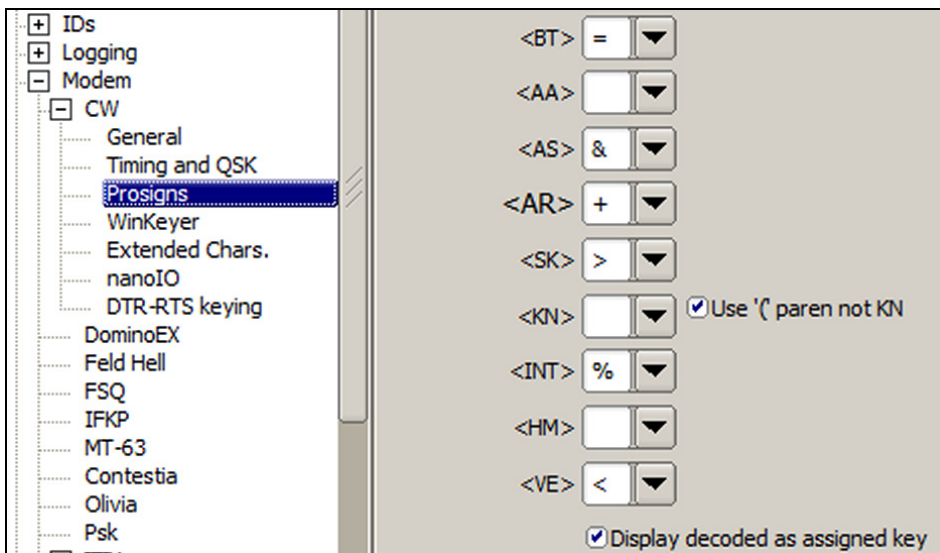 IDs
Logging
Modem
CW
General
Timing and QSK
Prosigns
WinKeyer
Extended Chars.
nanoIO
DTR-RTS keying
DominoEX
Feld Hell
FSQ
IFKP
MT-63
Contestia
Olivia
Psk
<BT> =
<AA>
<AS> &
<AR> +
<SK> >
<KN> Use '(' paren not KN
<INT> %
<HM>
<VE> <
Display decoded as assigned key